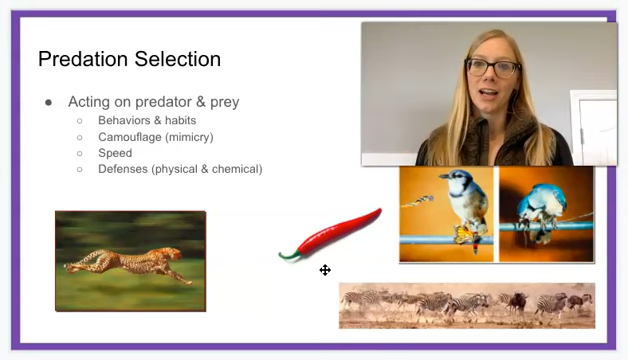 Predation Selection
● Acting on predator & prey
○ Behaviors & habits
○ Camouflage (mimicry)
○ Speed
○ Defenses (physical & chemical)